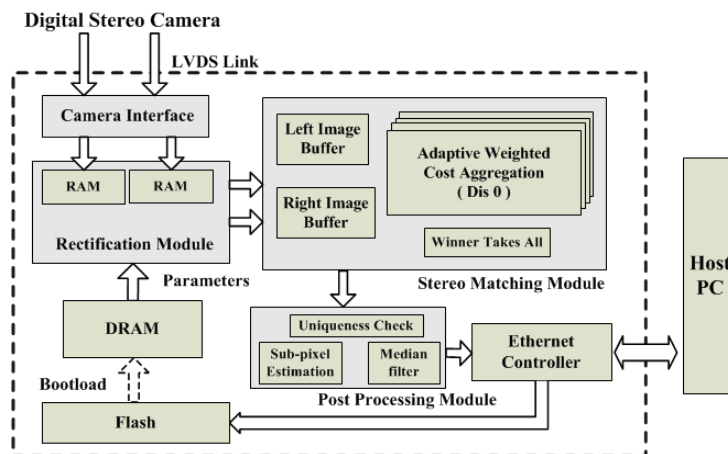 Digital Stereo Camera
LVDS Link
Camera Interface
RAM
RAM
Rectification Module
Left Image
Buffer
Right Image
Buffer
Adaptive Weighted
Cost Aggregation
( Dis 0 )
Winner Takes All
Stereo Matching Module
Parameters
DRAM
Bootload
Flash
Uniqueness Check
Sub-pixel
Estimation
Median
filter
Post Processing Module
Ethernet
Controller
Host
PC